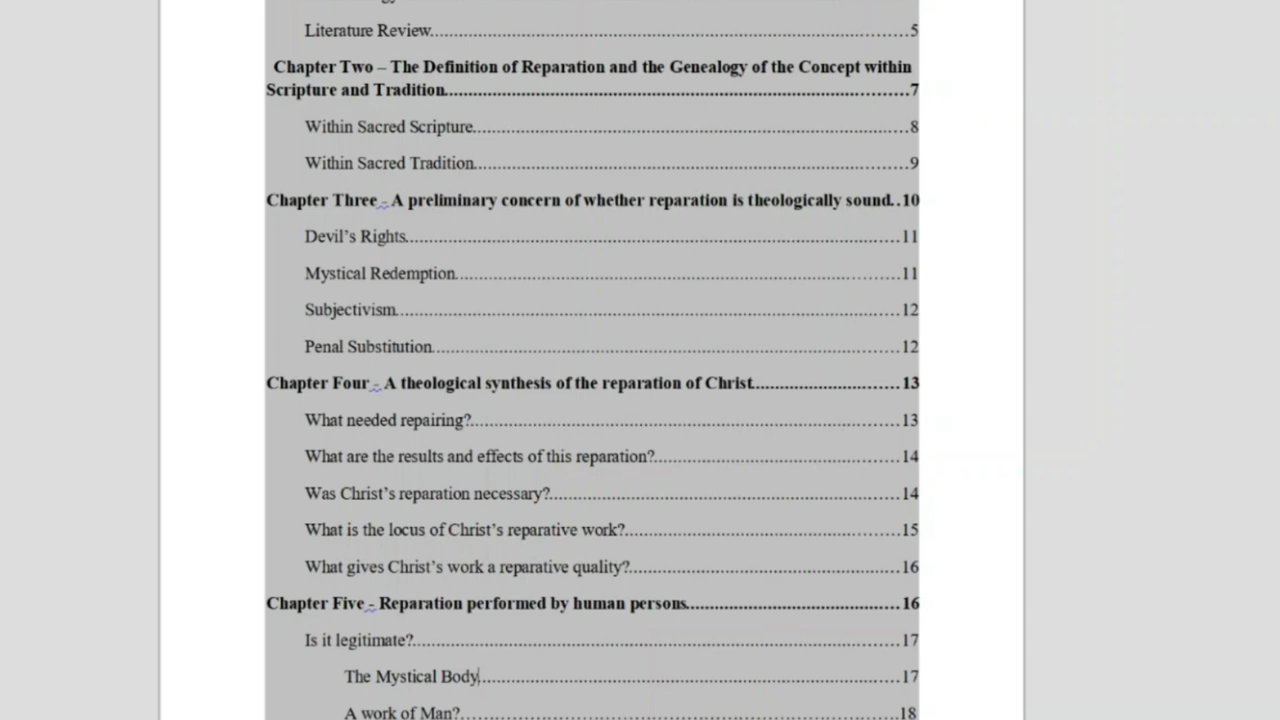 Literature Review.....5
Chapter Two – The Definition of Reparation and the Genealogy of the Concept within
Scripture and Tradition.....7
Within Sacred Scripture.....8
Within Sacred Tradition.....9
Chapter Three - A preliminary concern of whether reparation is theologically sound..10
Devil’s Rights.....11
Mystical Redemption.....11
Subjectivism.....12
Penal Substitution.....12
Chapter Four - A theological synthesis of the reparation of Christ.....13
What needed repairing?.....13
What are the results and effects of this reparation?.....14
Was Christ’s reparation necessary?.....14
What is the locus of Christ’s reparative work?.....15
What gives Christ’s work a reparative quality?.....16
Chapter Five - Reparation performed by human persons.....16
Is it legitimate?.....17
The Mystical Body.....17
A work of Man?.....18